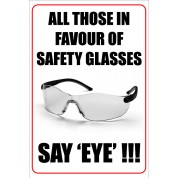 ALL THOSE IN
FAVOUR OF
SAFETY GLASSES
SAY ‘EYE’ !!!